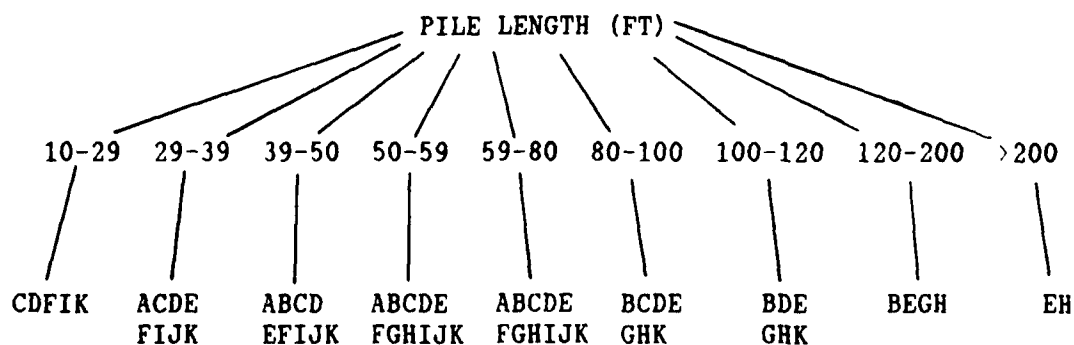 PILE LENGTH (FT)
10-29 29-39 39-50 50-59 59-80 80-100 100-120 120-200 >200
CDFIK ACDE ABCD ABCDE ABCDE BCDE BDE BEGH EH
FIJK EFIJK FGHIJK FGHIJK GHK GHK